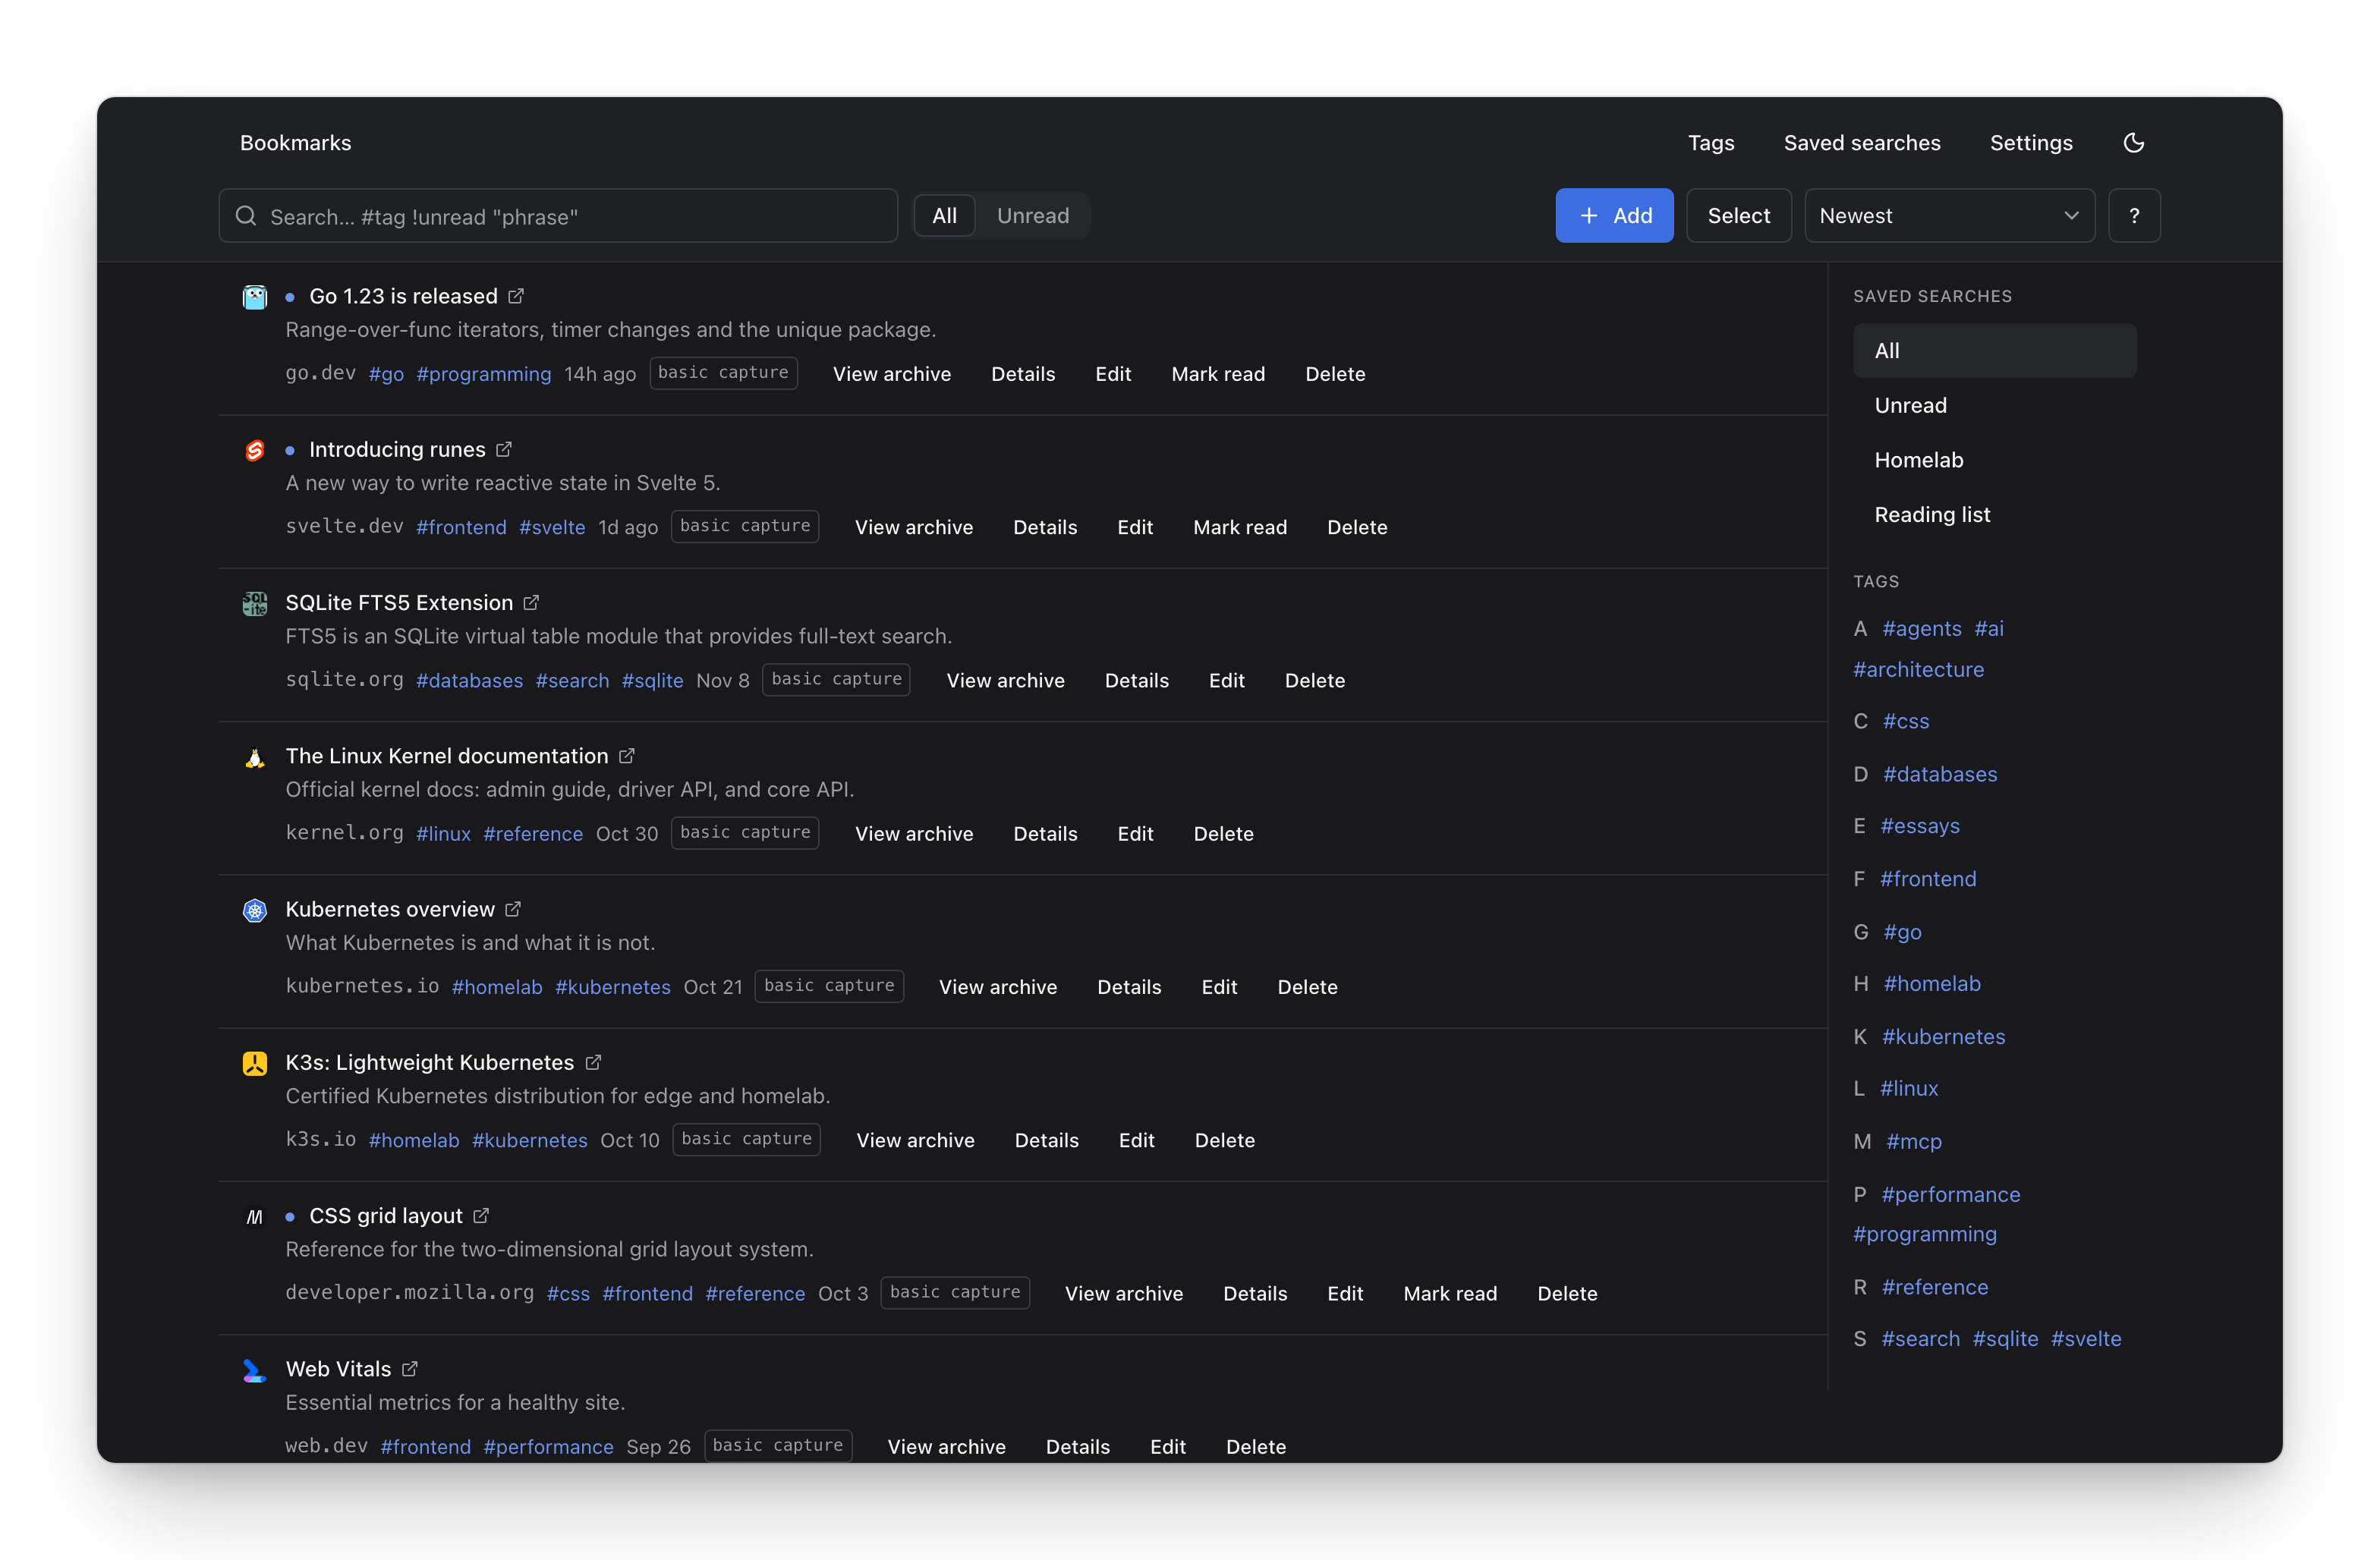 Bookmarks
Tags Saved searches Settings
Search... #tag !unread "phrase"
All Unread
+ Add Select Newest ?
Go 1.23 is released
Range-over-func iterators, timer changes and the unique package.
go.dev #go #programming 14h ago basic capture View archive Details Edit Mark read Delete
Introducing runes
A new way to write reactive state in Svelte 5.
svelte.dev #frontend #svelte 1d ago basic capture View archive Details Edit Mark read Delete
SQLite FTS5 Extension
FTS5 is an SQLite virtual table module that provides full-text search.
sqlite.org #databases #search #sqlite Nov 8 basic capture View archive Details Edit Delete
The Linux Kernel documentation
Official kernel docs: admin guide, driver API, and core API.
kernel.org #linux #reference Oct 30 basic capture View archive Details Edit Delete
Kubernetes overview
What Kubernetes is and what it is not.
kubernetes.io #homelab #kubernetes Oct 21 basic capture View archive Details Edit Delete
K3s: Lightweight Kubernetes
Certified Kubernetes distribution for edge and homelab.
k3s.io #homelab #kubernetes Oct 10 basic capture View archive Details Edit Delete
CSS grid layout
Reference for the two-dimensional grid layout system.
developer.mozilla.org #css #frontend #reference Oct 3 basic capture View archive Details Edit Mark read Delete
Web Vitals
Essential metrics for a healthy site.
web.dev #frontend #performance Sep 26 basic capture View archive Details Edit Delete
SAVED SEARCHES
All
Unread
Homelab
Reading list
TAGS
A #agents #ai
#architecture
C #css
D #databases
E #essays
F #frontend
G #go
H #homelab
K #kubernetes
L #linux
M #mcp
P #performance
#programming
R #reference
S #search #sqlite #svelte